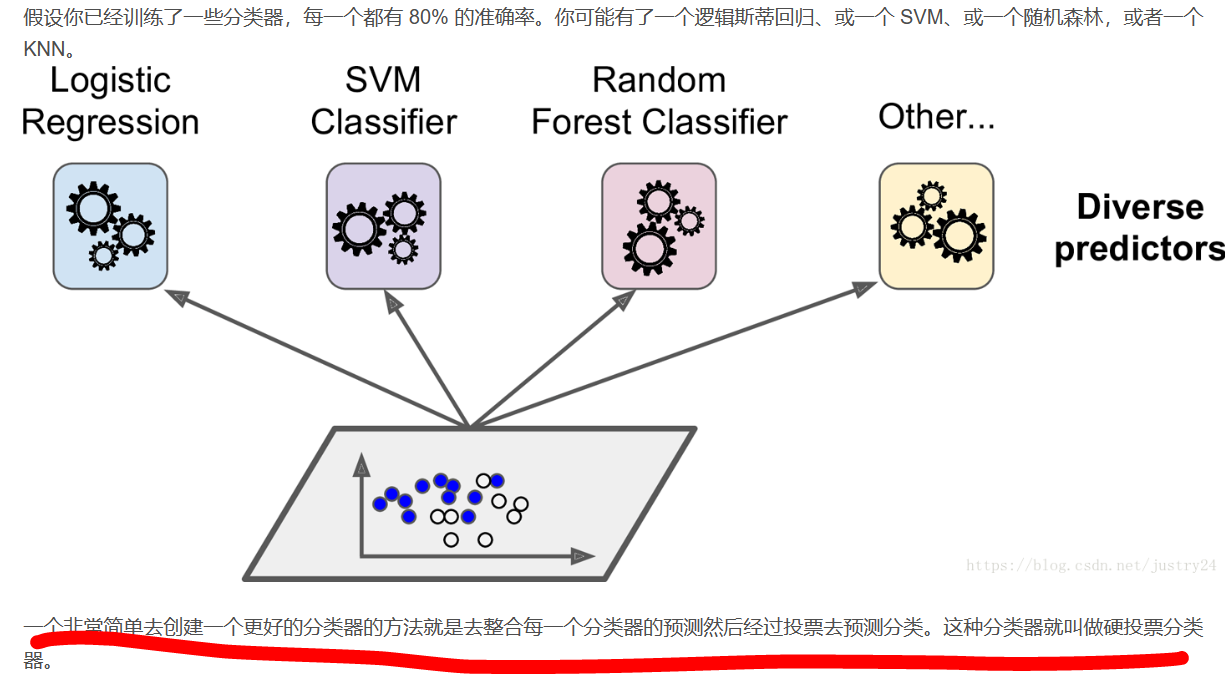 假设你已经训练了一些分类器，每一个都有 80% 的准确率。你可能有了一个逻辑斯蒂回归、或一个 SVM、或一个随机森林，或者一个
KNN。
Logistic
Regression
SVM
Classifier
Random
Forest Classifier
Other...
Diverse
predictors
https://blog.csdn.net/justry24
一个非常简单去创建一个更好的分类器的方法就是去整合每一个分类器的预测然后经过投票去预测分类。这种分类器就叫做硬投票分类
器。